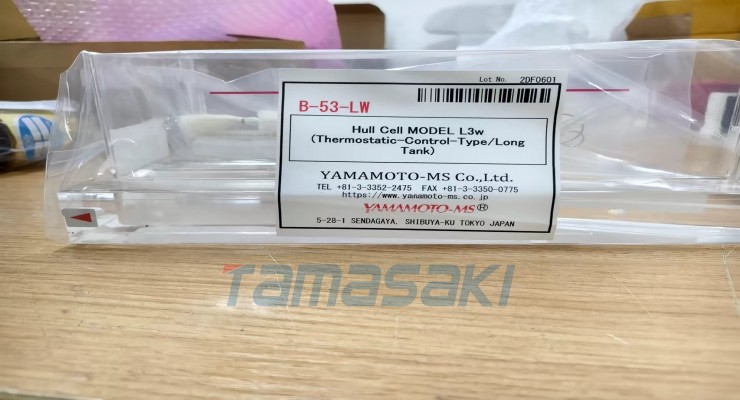 Lot No. 2DF0601
B-53-LW
Hull Cell MODEL L3w
(Thermostatic-Control-Type/Long
Tank)
YAMAMOTO-MS Co.,Ltd.
TEL +81-3-3352-2475 FAX +81-3-3350-0775
https://www.yamamoto-ms.co.jp
YAMAMOTO-MS®
5-28-1 SENDAGAYA, SHIBUYA-KU TOKYO JAPAN
Tamasaki